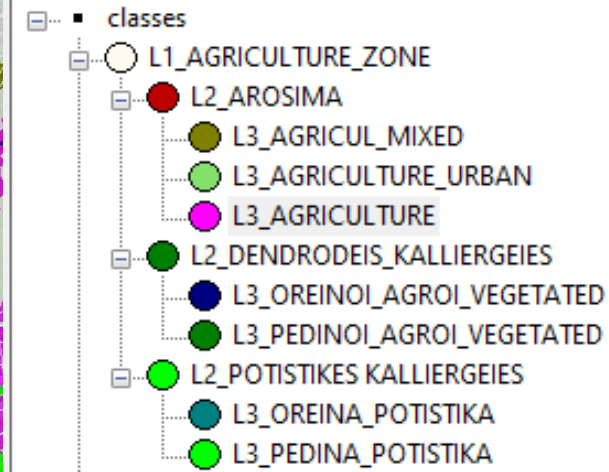 classes
L1_AGRICULTURE_ZONE
L2_AROSIMA
L3_AGRICUL_MIXED
L3_AGRICULTURE_URBAN
L3_AGRICULTURE
L2_DENDRODEIS_KALLIERGEIES
L3_OREINOI_AGROI_VEGETATED
L3_PEDINOI_AGROI_VEGETATED
L2_POTISTIKES KALLIERGEIES
L3_OREINA_POTISTIKA
L3_PEDINA_POTISTIKA